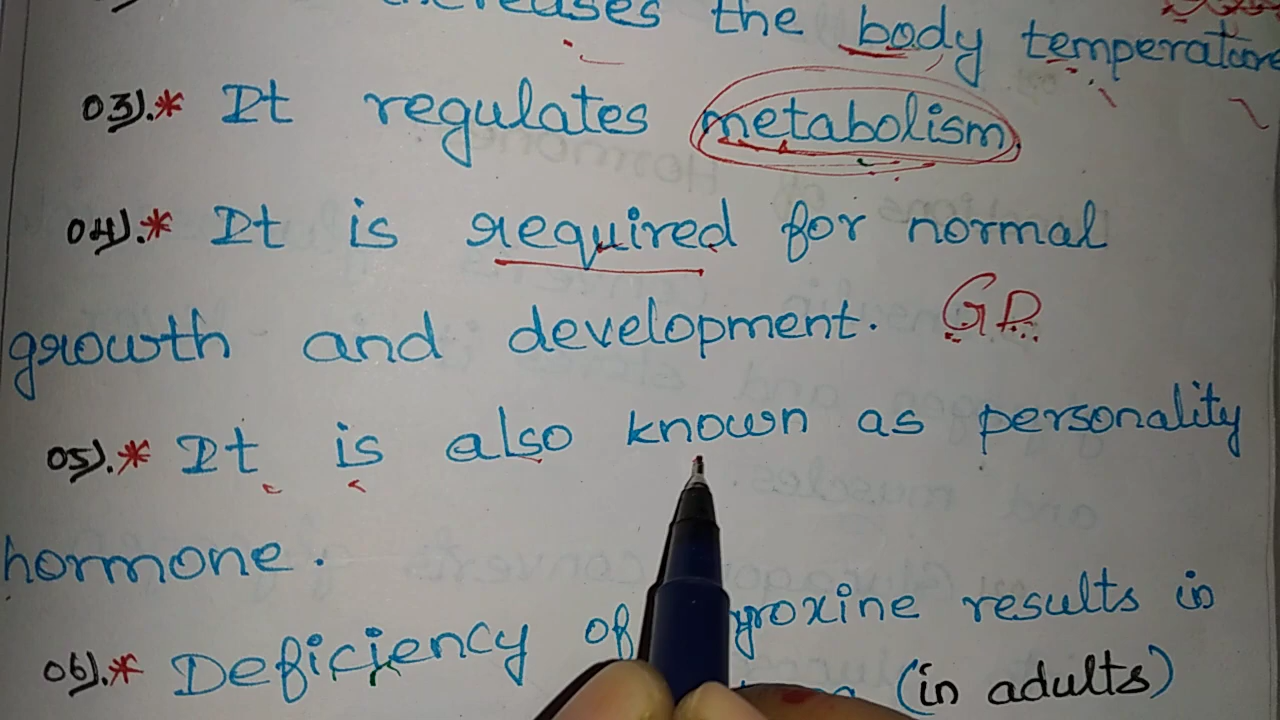 the body temperature
03).* It regulates metabolism.
04).* It is required for normal
growth and development. GD
05).* It is also known as personality
hormone.
06).* Deficiency of results in
(in adults)